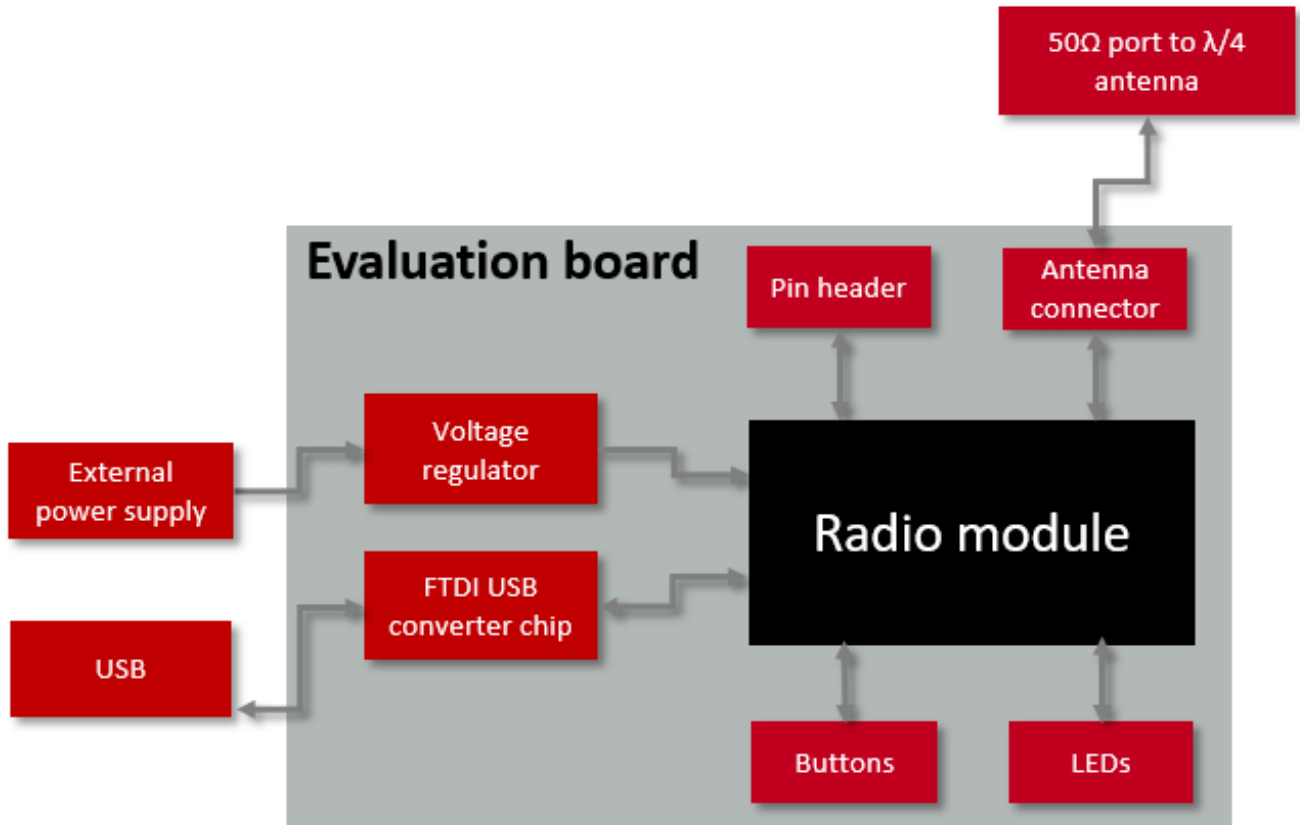 50Ω port to λ/4
antenna
Evaluation board
Pin header
Antenna
connector
Voltage
regulator
External
power supply
Radio module
FTDI USB
converter chip
USB
Buttons
LEDs